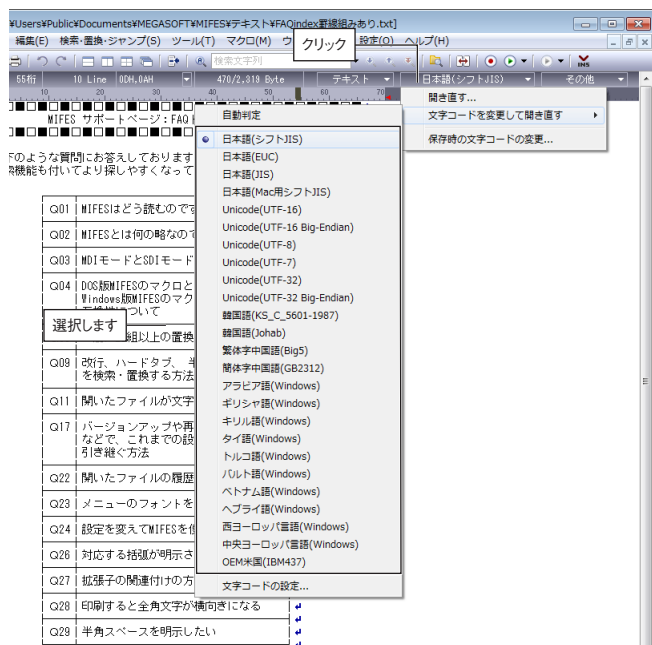 ¥Users¥Public¥Documents¥MEGASOFT¥MIFES¥テキスト¥FAQindex罫線組みあり.txt]
編集(E) 検索・置換・ジャンプ(S) ツール(T) マクロ(M) ウ
クリック
設定(O) ヘルプ(H)
検索文字列
55桁 10 Line 0DH,0AH 470/2,319 Byte テキスト 日本語(シフトJIS) その他
10 20 30 40 50 60 70
MIFES サポートページ:FAQ
下のような質問にお答えしております
機能も付いてより探しやすくなって
Q01 MIFESはどう読むので
Q02 MIFESとは何の略なの
Q03 MDIモードとSDIモード
Q04 DOS版MIFESのマクロと
Windows版MIFESのマク
について
選択します
組以上の置換
Q09 改行、ハードタブ、
を検索・置換する方法
Q11 開いたファイルが文字
Q17 バージョンアップや再
などで、これまでの設
引き継ぐ方法
Q22 開いたファイルの履歴
Q23 メニューのフォントを
Q24 設定を変えてMIFESを
Q26 対応する括弧が明示さ
Q27 拡張子の関連付けの方
Q28 印刷すると全角文字が横向きになる
Q29 半角スペースを明示したい
自動判定
日本語(シフトJIS)
日本語(EUC)
日本語(JIS)
日本語(Mac用シフトJIS)
Unicode(UTF-16)
Unicode(UTF-16 Big-Endian)
Unicode(UTF-8)
Unicode(UTF-7)
Unicode(UTF-32)
Unicode(UTF-32 Big-Endian)
韓国語(KS_C_5601-1987)
韓国語(Johab)
繁体字中国語(Big5)
簡体字中国語(GB2312)
アラビア語(Windows)
ギリシャ語(Windows)
キリル語(Windows)
タイ語(Windows)
トルコ語(Windows)
バルト語(Windows)
ベトナム語(Windows)
ヘブライ語(Windows)
西ヨーロッパ言語(Windows)
中央ヨーロッパ言語(Windows)
OEM米国(IBM437)
文字コードの設定...
開き直す...
文字コードを変更して開き直す
保存時の文字コードの変更...